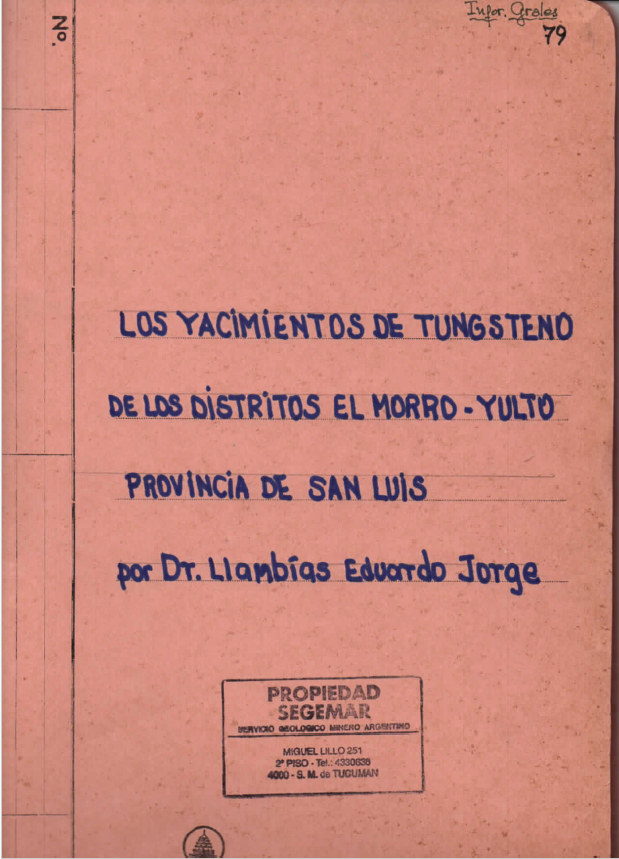 Infor. Grales
79
No.
LOS YACIMIENTOS DE TUNGSTENO
DE LOS DISTRITOS EL MORRO - YULTO
PROVINCIA DE SAN LUIS
por Dr. Llambías Eduardo Jorge
PROPIEDAD
SEGEMAR
SERVICIO GEOLOGICO MINERO ARGENTINO
MIGUEL LILLO 251
2º PISO - Tel.: 4330638
4000 - S. M. de TUCUMAN